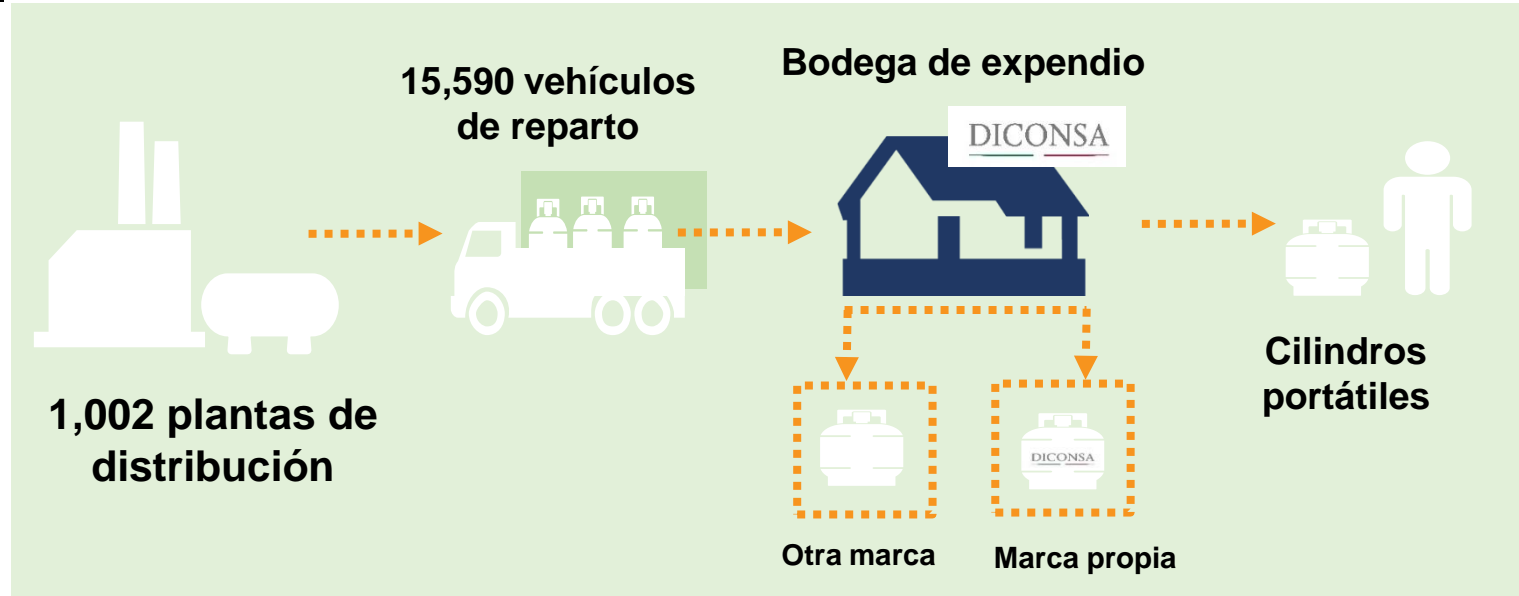 15,590 vehículos
de reparto
Bodega de expendio
DICONSA
1,002 plantas de
distribución
DICONSA
Otra marca
Marca propia
Cilindros
portátiles